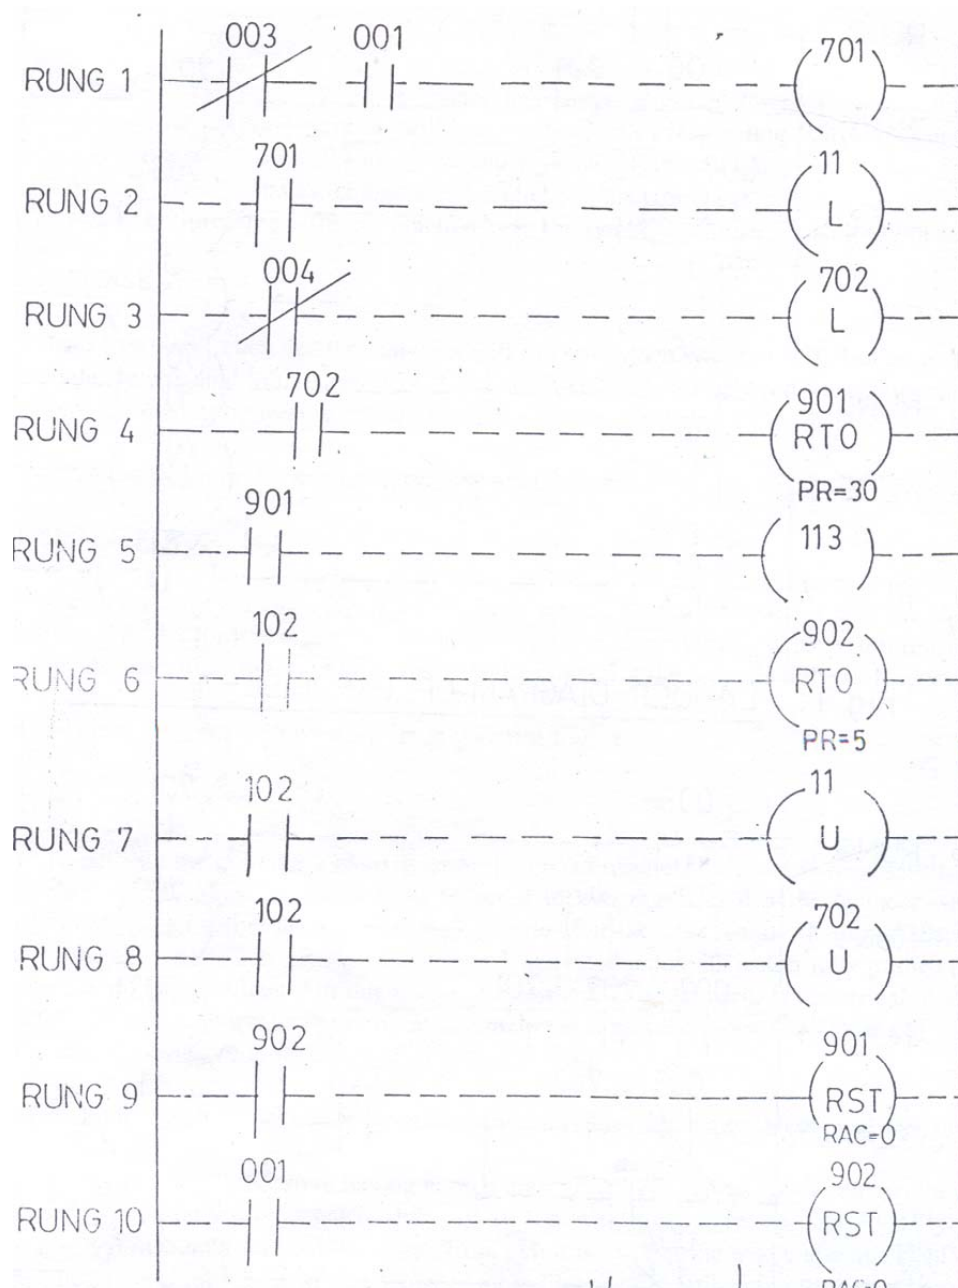 003 001 701
RUNG 1
701 11
RUNG 2 L
004 702
RUNG 3 L
702 901
RUNG 4 RTO
PR=30
901 113
RUNG 5
102 902
RUNG 6 RTO
PR=5
102 11
RUNG 7 U
102 702
RUNG 8 U
902 901
RUNG 9 RST
RAC=0
001 902
RUNG 10 RST
RAC=0